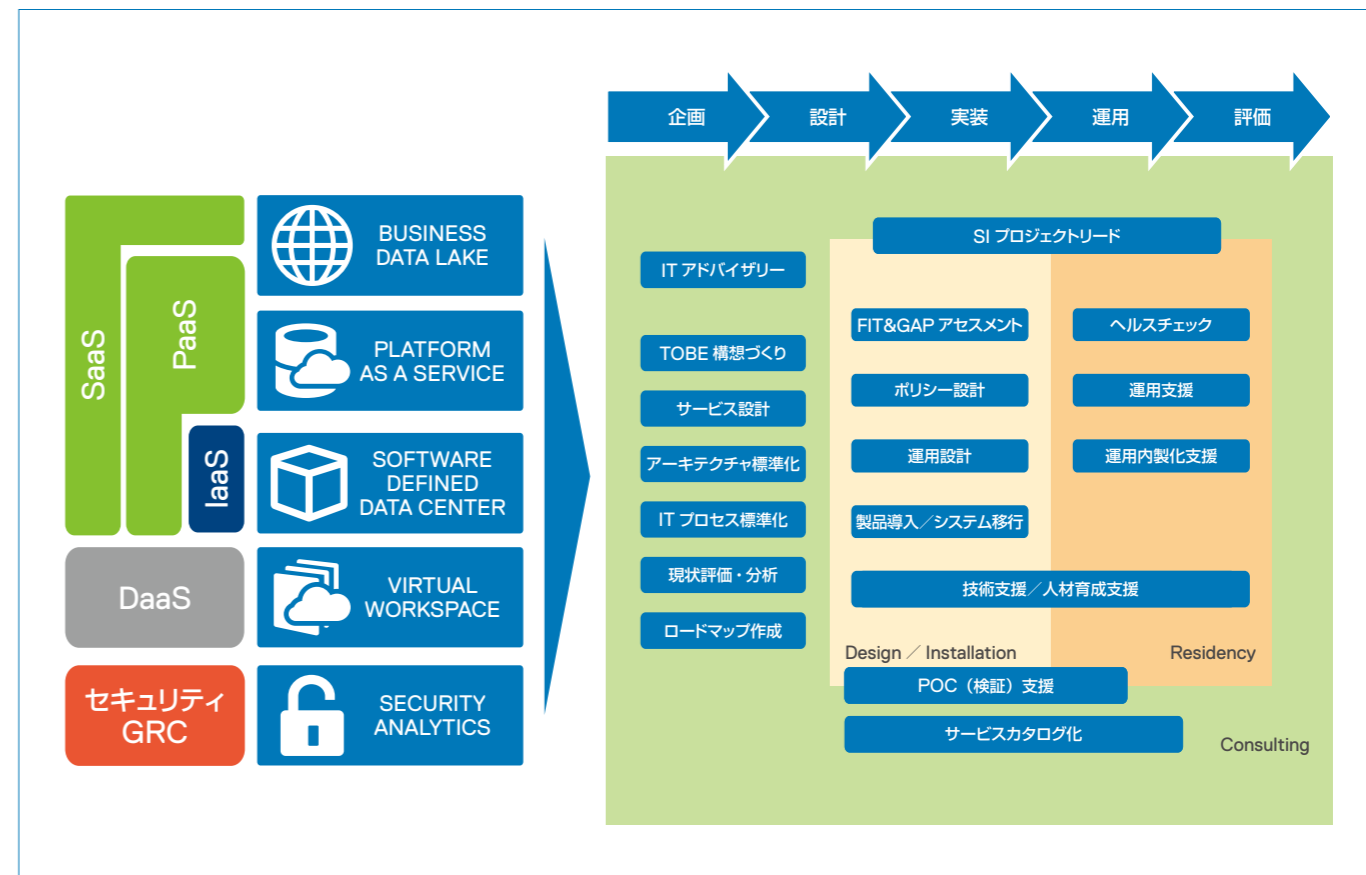 企画
設計
実装
運用
評価
SaaS
PaaS
IaaS
DaaS
セキュリティ
GRC
BUSINESS
DATA LAKE
PLATFORM
AS A SERVICE
SOFTWARE
DEFINED
DATA CENTER
VIRTUAL
WORKSPACE
SECURITY
ANALYTICS
IT アドバイザリー
TOBE 構想づくり
サービス設計
アーキテクチャ標準化
IT プロセス標準化
現状評価・分析
ロードマップ作成
SI プロジェクトリード
FIT&GAP アセスメント
ポリシー設計
運用設計
製品導入／システム移行
ヘルスチェック
運用支援
運用内製化支援
技術支援／人材育成支援
Design ／ Installation
Residency
POC（検証）支援
サービスカタログ化
Consulting